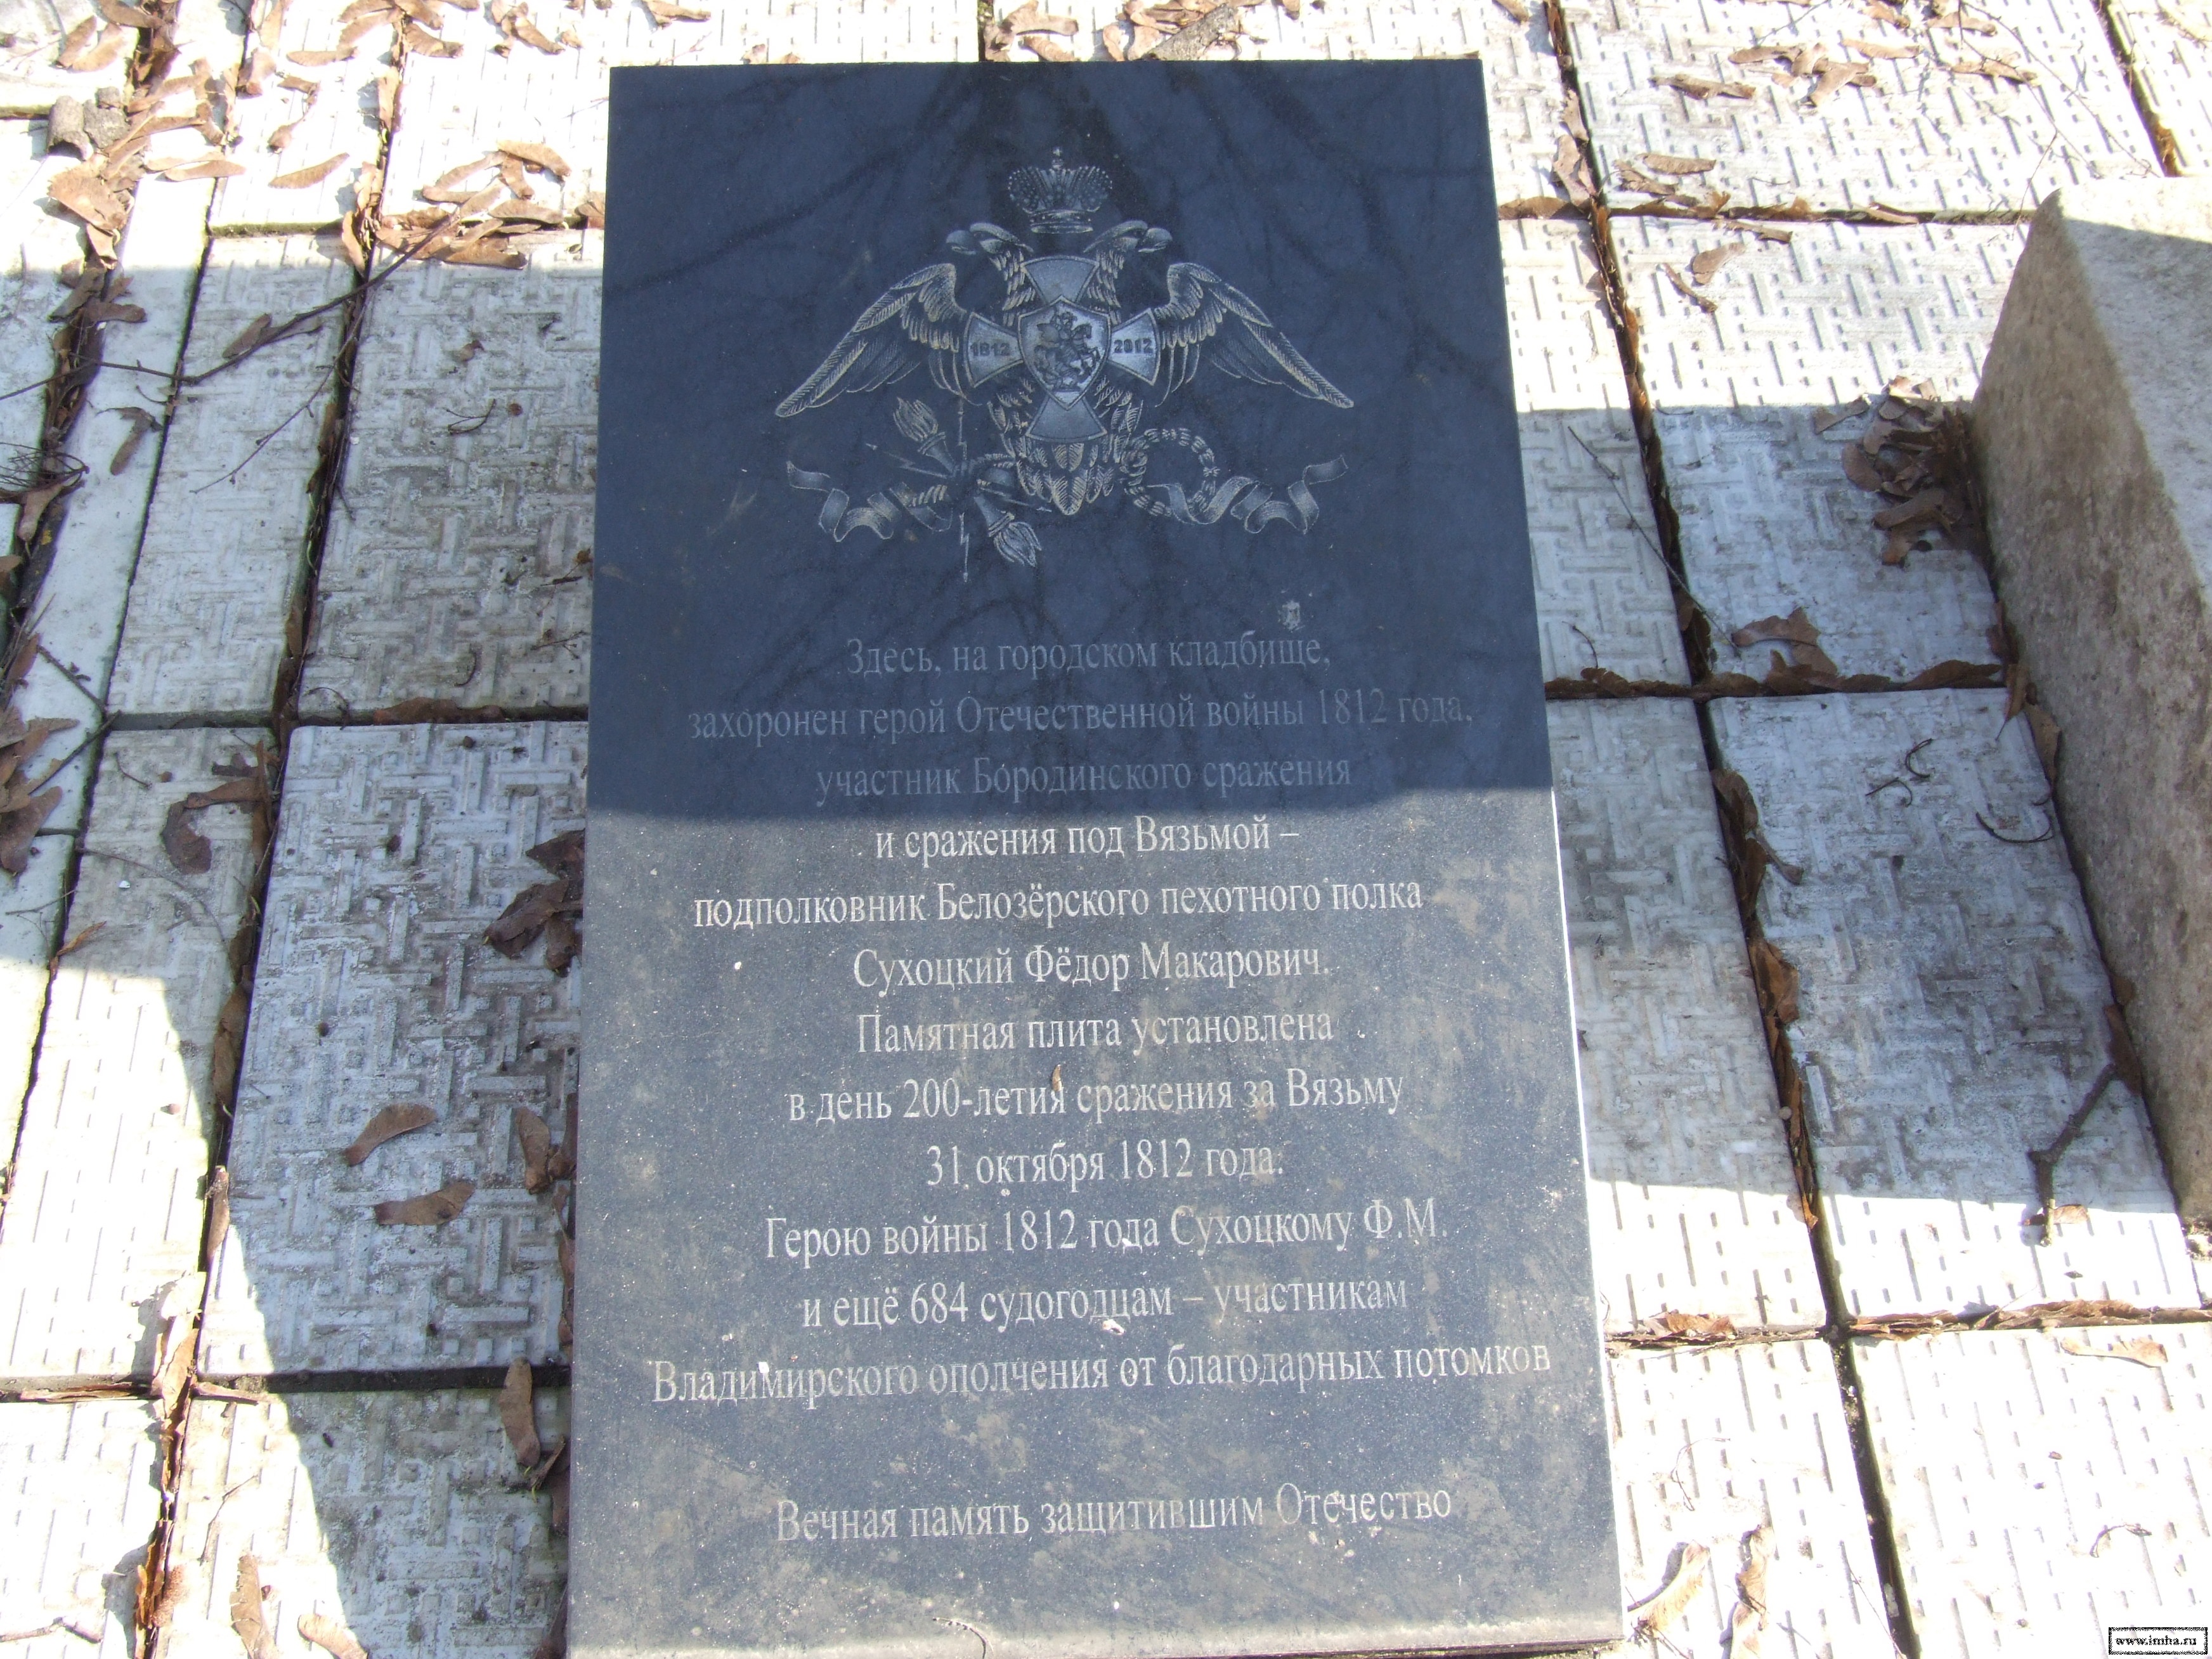 1812 2012
Здесь, на городском кладбище,
захоронен герой Отечественной войны 1812 года,
участник Бородинского сражения
и сражения под Вязьмой –
подполковник Белозёрского пехотного полка
Сухоцкий Фёдор Макарович.
Памятная плита установлена
в день 200-летия сражения за Вязьму
31 октября 1812 года.
Герою войны 1812 года Сухоцкому Ф.М.
и ещё 684 судогодцам – участникам
Владимирского ополчения от благодарных потомков
Вечная память защитившим Отечество
www.imha.ru